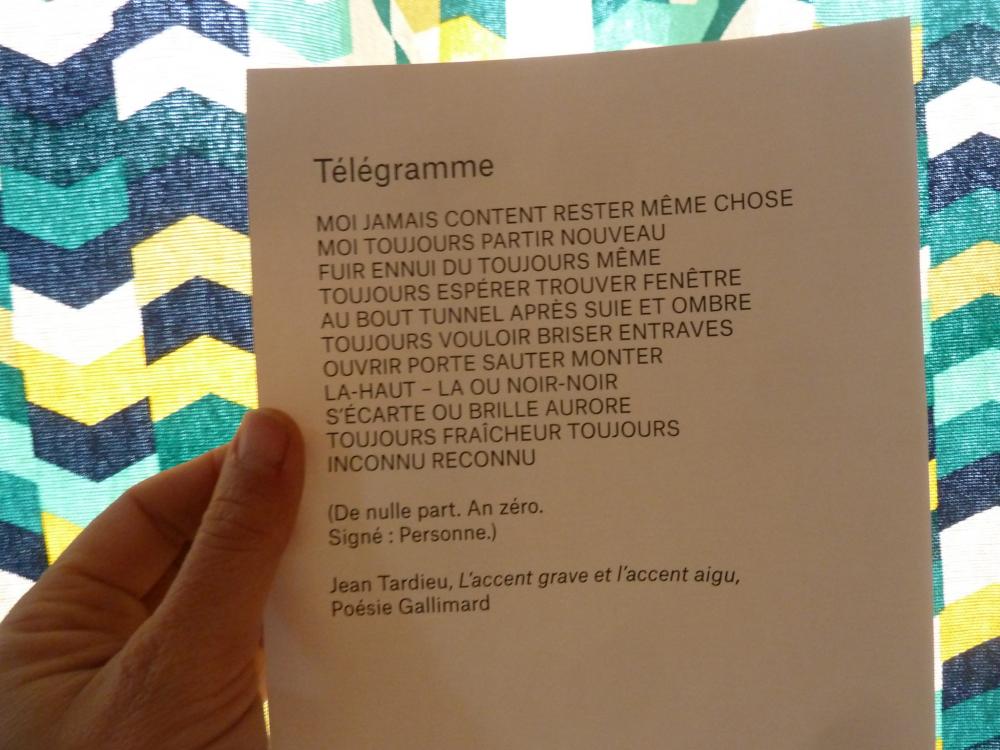 Télégramme
MOI JAMAIS CONTENT RESTER MÊME CHOSE
MOI TOUJOURS PARTIR NOUVEAU
FUIR ENNUI DU TOUJOURS MÊME
TOUJOURS ESPÉRER TROUVER FENÊTRE
AU BOUT TUNNEL APRÈS SUIE ET OMBRE
TOUJOURS VOULOIR BRISER ENTRAVES
OUVRIR PORTE SAUTER MONTER
LA-HAUT – LA OU NOIR-NOIR
S'ÉCARTE OU BRILLE AURORE
TOUJOURS FRAÎCHEUR TOUJOURS
INCONNU RECONNU
(De nulle part. An zéro.
Signé : Personne.)
Jean Tardieu, L'accent grave et l'accent aigu,
Poésie Gallimard